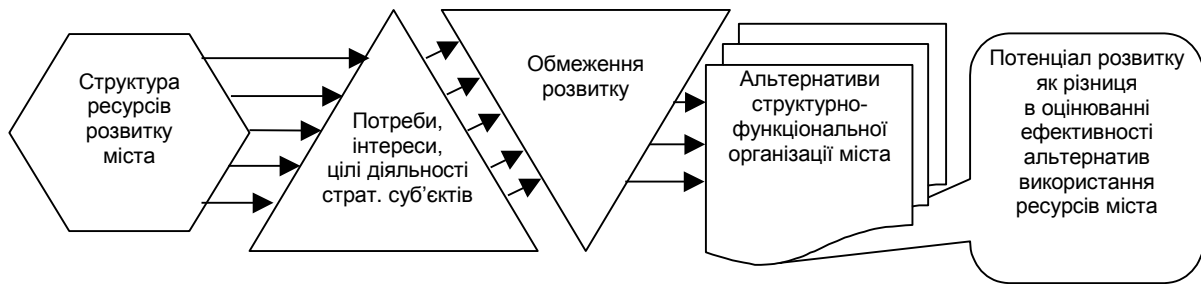 Структура
ресурсів
розвитку
міста
Потреби,
інтереси,
цілі діяльності
страт. суб’єктів
Обмеження
розвитку
Альтернативи
структурно-
функціональної
організації міста
Потенціал розвитку
як різниця
в оцінюванні
ефективності
альтернатив
використання
ресурсів міста